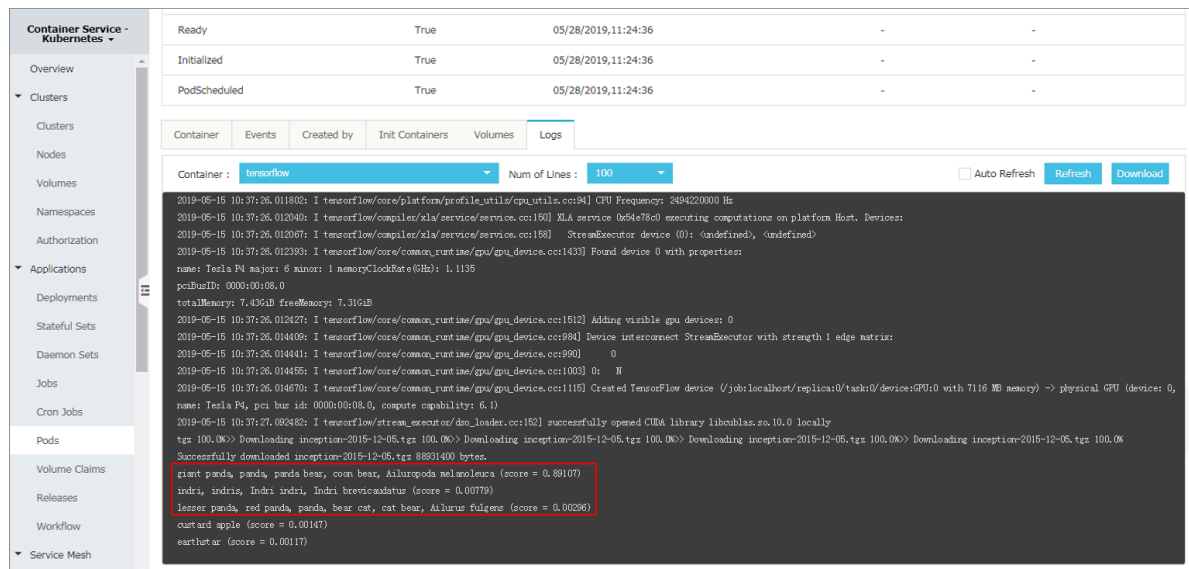 Container Service -
Kubernetes
Overview
Clusters
Clusters
Nodes
Volumes
Namespaces
Authorization
Applications
Deployments
Stateful Sets
Daemon Sets
Jobs
Cron Jobs
Pods
Volume Claims
Releases
Workflow
Service Mesh
Ready True 05/28/2019,11:24:36 - -
Initialized True 05/28/2019,11:24:36 - -
PodScheduled True 05/28/2019,11:24:36 - -
Container Events Created by Init Containers Volumes Logs
Container : tensorflow Num of Lines : 100 Auto Refresh Refresh Download
2019-05-15 10:37:26.011802: I tensorflow/core/platform/profile_utils/cpu_utils.cc:94] CPU Frequency: 2494220000 Hz
2019-05-15 10:37:26.012040: I tensorflow/compiler/xla/service/service.cc:150] XLA service 0x54e78c0 executing computations on platform Host. Devices:
2019-05-15 10:37:26.012067: I tensorflow/compiler/xla/service/service.cc:158] StreamExecutor device (0): <undefined>, <undefined>
2019-05-15 10:37:26.012393: I tensorflow/core/common_runtime/gpu/gpu_device.cc:1433] Found device 0 with properties:
name: Tesla P4 major: 6 minor: 1 memoryClockRate(GHz): 1.1135
pciBusID: 0000:00:08.0
totalMemory: 7.43GiB freeMemory: 7.31GiB
2019-05-15 10:37:26.012427: I tensorflow/core/common_runtime/gpu/gpu_device.cc:1512] Adding visible gpu devices: 0
2019-05-15 10:37:26.014409: I tensorflow/core/common_runtime/gpu/gpu_device.cc:984] Device interconnect StreamExecutor with strength 1 edge matrix:
2019-05-15 10:37:26.014441: I tensorflow/core/common_runtime/gpu/gpu_device.cc:990] 0
2019-05-15 10:37:26.014455: I tensorflow/core/common_runtime/gpu/gpu_device.cc:1003] 0: N
2019-05-15 10:37:26.014670: I tensorflow/core/common_runtime/gpu/gpu_device.cc:1115] Created TensorFlow device (/job:localhost/replica:0/task:0/device:GPU:0 with 7116 MB memory) -> physical GPU (device: 0,
name: Tesla P4, pci bus id: 0000:00:08.0, compute capability: 6.1)
2019-05-15 10:37:27.092482: I tensorflow/stream_executor/dso_loader.cc:152] successfully opened CUDA library libcublas.so.10.0 locally
tgz 100.0%>> Downloading inception-2015-12-05.tgz 100.0%>> Downloading inception-2015-12-05.tgz 100.0%>> Downloading inception-2015-12-05.tgz 100.0%>> Downloading inception-2015-12-05.tgz 100.0%
Successfully downloaded inception-2015-12-05.tgz 88931400 bytes.
giant panda, panda, panda bear, coon bear, Ailuropoda melanoleuca (score = 0.89107)
indri, indris, Indri indri, Indri brevicaudatus (score = 0.00779)
lesser panda, red panda, panda, bear cat, cat bear, Ailurus fulgens (score = 0.00296)
custard apple (score = 0.00147)
earthstar (score = 0.00117)